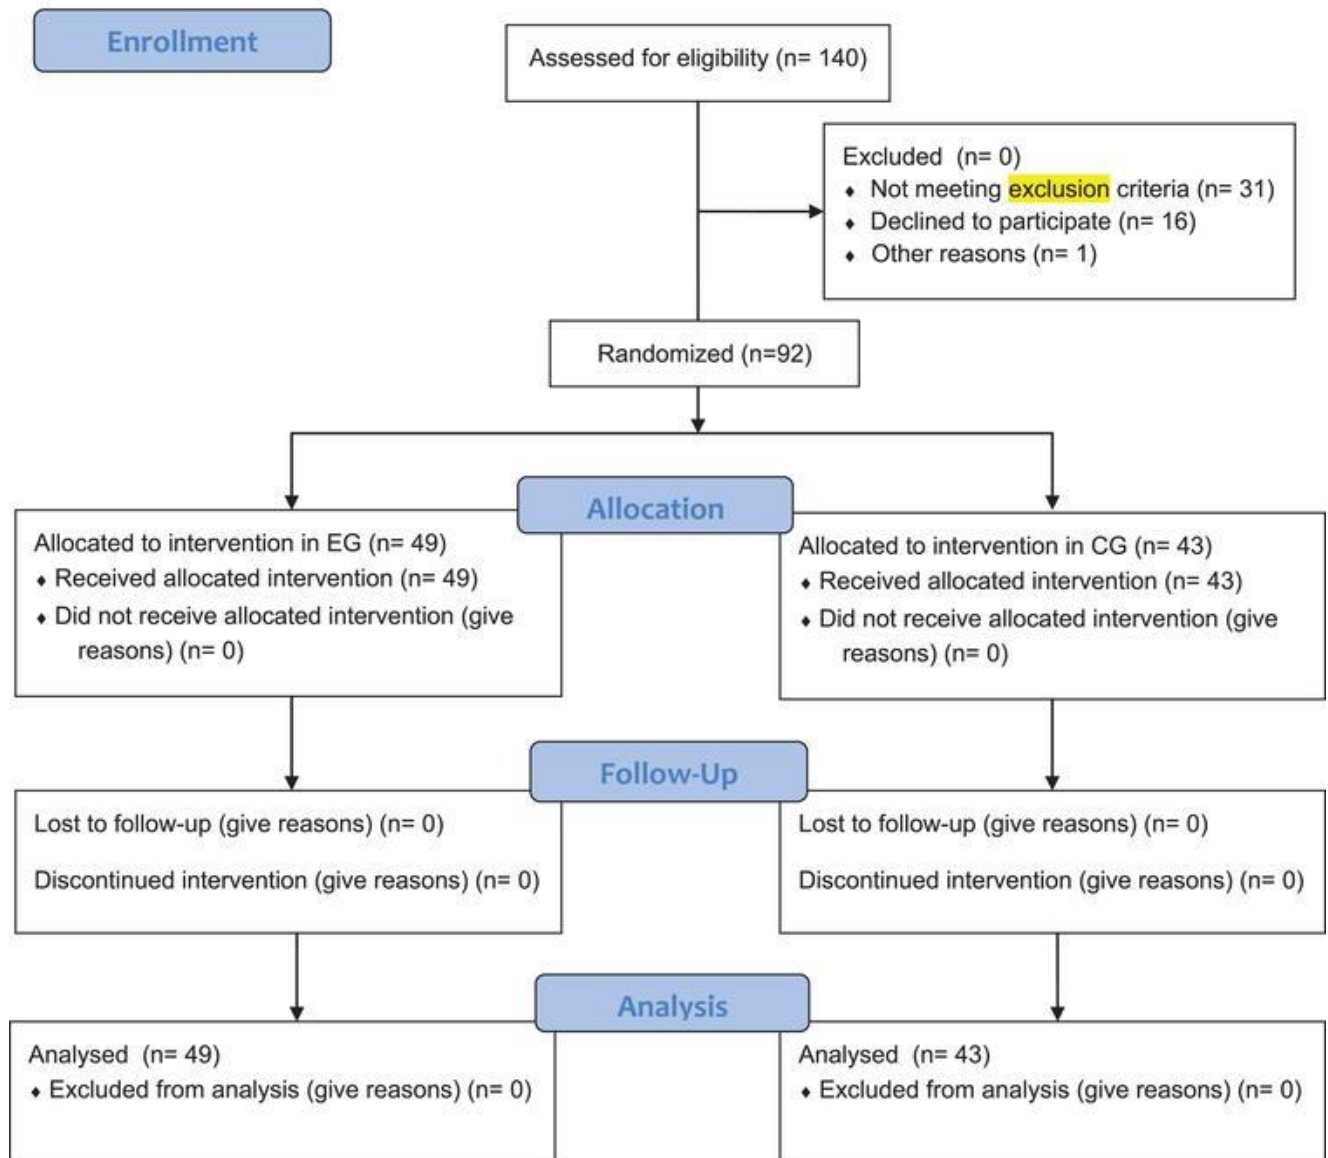 Enrollment
Assessed for eligibility (n= 140)
Excluded  (n= 0)
♦ Not meeting exclusion criteria (n= 31)
♦ Declined to participate (n= 16)
♦ Other reasons (n= 1)
Randomized (n=92)
Allocation
Allocated to intervention in EG (n= 49)
♦ Received allocated intervention (n= 49)
♦ Did not receive allocated intervention (give
reasons) (n= 0)
Allocated to intervention in CG (n= 43)
♦ Received allocated intervention (n= 43)
♦ Did not receive allocated intervention (give
reasons) (n= 0)
Follow-Up
Lost to follow-up (give reasons) (n= 0)
Discontinued intervention (give reasons) (n= 0)
Lost to follow-up (give reasons) (n= 0)
Discontinued intervention (give reasons) (n= 0)
Analysis
Analysed  (n= 49)
♦ Excluded from analysis (give reasons) (n= 0)
Analysed  (n= 43)
♦ Excluded from analysis (give reasons) (n= 0)